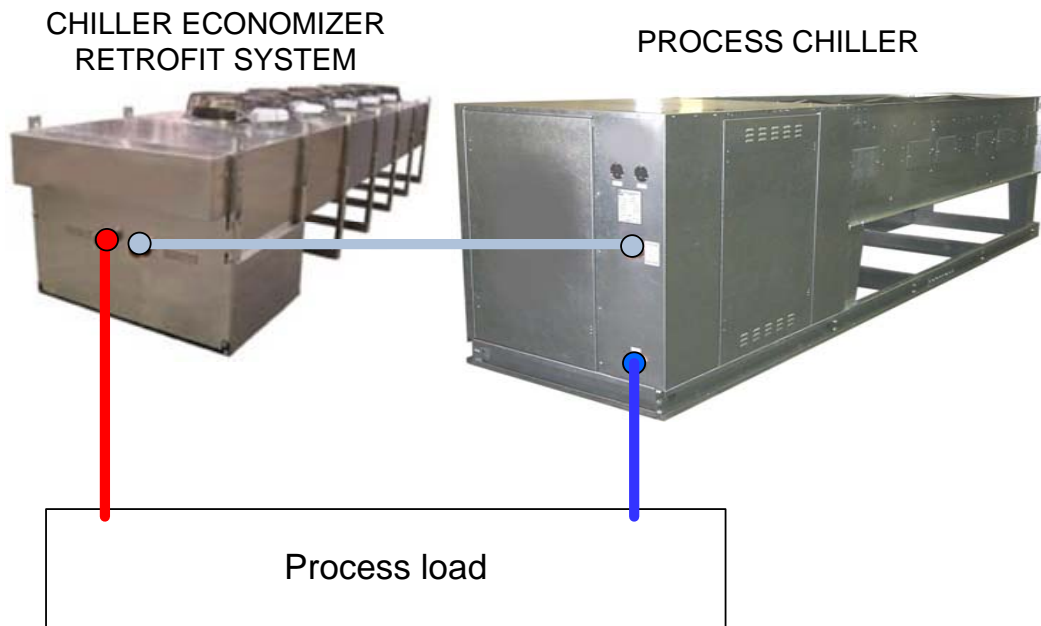 CHILLER ECONOMIZER
RETROFIT SYSTEM
PROCESS CHILLER
Process load